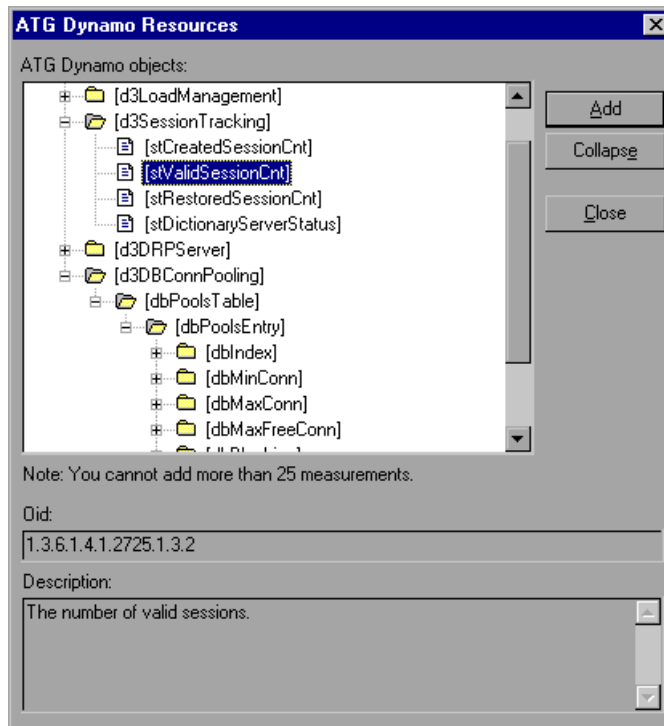 ATG Dynamo Resources
ATG Dynamo objects:
[d3LoadManagement]
[d3SessionTracking]
[stCreatedSessionCnt]
[stValidSessionCnt]
[stRestoredSessionCnt]
[stDictionaryServerStatus]
[d3DRPServer]
[d3DBConnPooling]
[dbPoolsTable]
[dbPoolsEntry]
[dbIndex]
[dbMinConn]
[dbMaxConn]
[dbMaxFreeConn]
Add
Collapse
Close
Note: You cannot add more than 25 measurements.
Oid:
1.3.6.1.4.1.2725.1.3.2
Description:
The number of valid sessions.